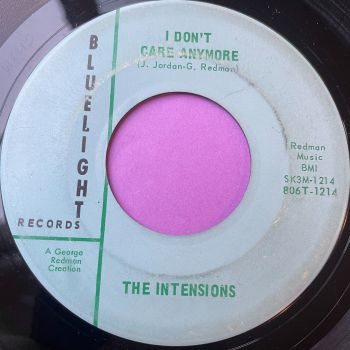 I DON'T
CARE ANYMORE
(J. Jordan-G. Redman)
BLUELIGHT
RECORDS
Redman
Music
BMI
SK3M-1214
806T-1214
A George
Redman
Creation
THE INTENSIONS